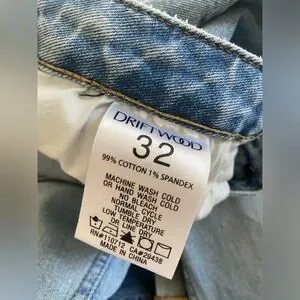 DRIFTWOOD
32
99% COTTON 1% SPANDEX
MACHINE WASH COLD
OR HAND WASH COLD
NO BLEACH
NORMAL CYCLE
TUMBLE DRY
LOW TEMPERATURE
OR LINE DRY
RN#110712 CA#29438
MADE IN CHINA